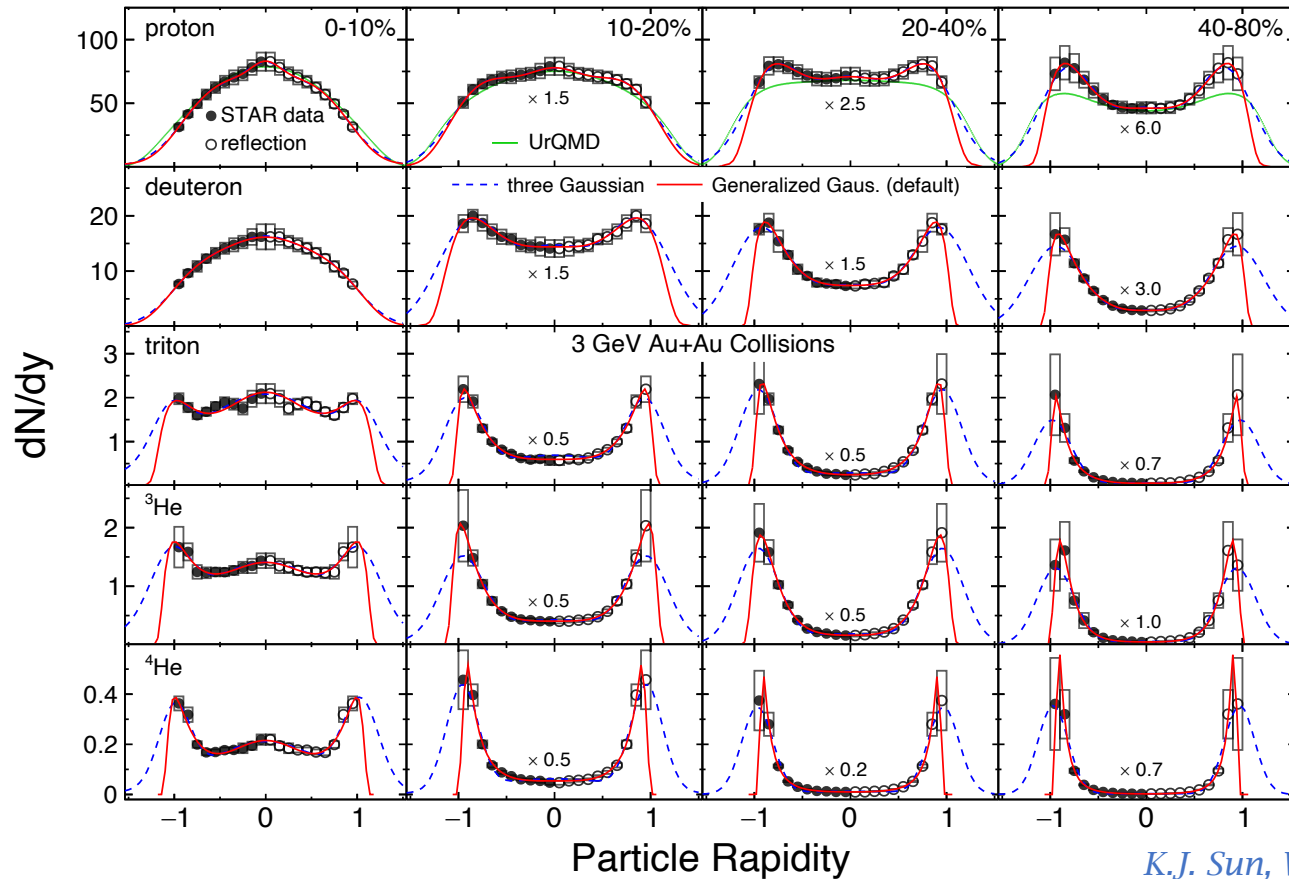 proton 0-10% 10-20% 20-40% 40-80%
100
50
STAR data
reflection
× 1.5
UrQMD
× 2.5
× 6.0
deuteron
three Gaussian Generalized Gaus. (default)
20
10
× 1.5
× 1.5
× 3.0
triton
3 GeV Au+Au Collisions
3
2
1
× 0.5
× 0.5
× 0.7
dN/dy
³He
2
1
× 0.5
× 0.5
× 1.0
⁴He
0.4
0.2
0
× 0.5
× 0.2
× 0.7
−1 0 1 −1 0 1 −1 0 1 −1 0 1
Particle Rapidity
K.J. Sun,